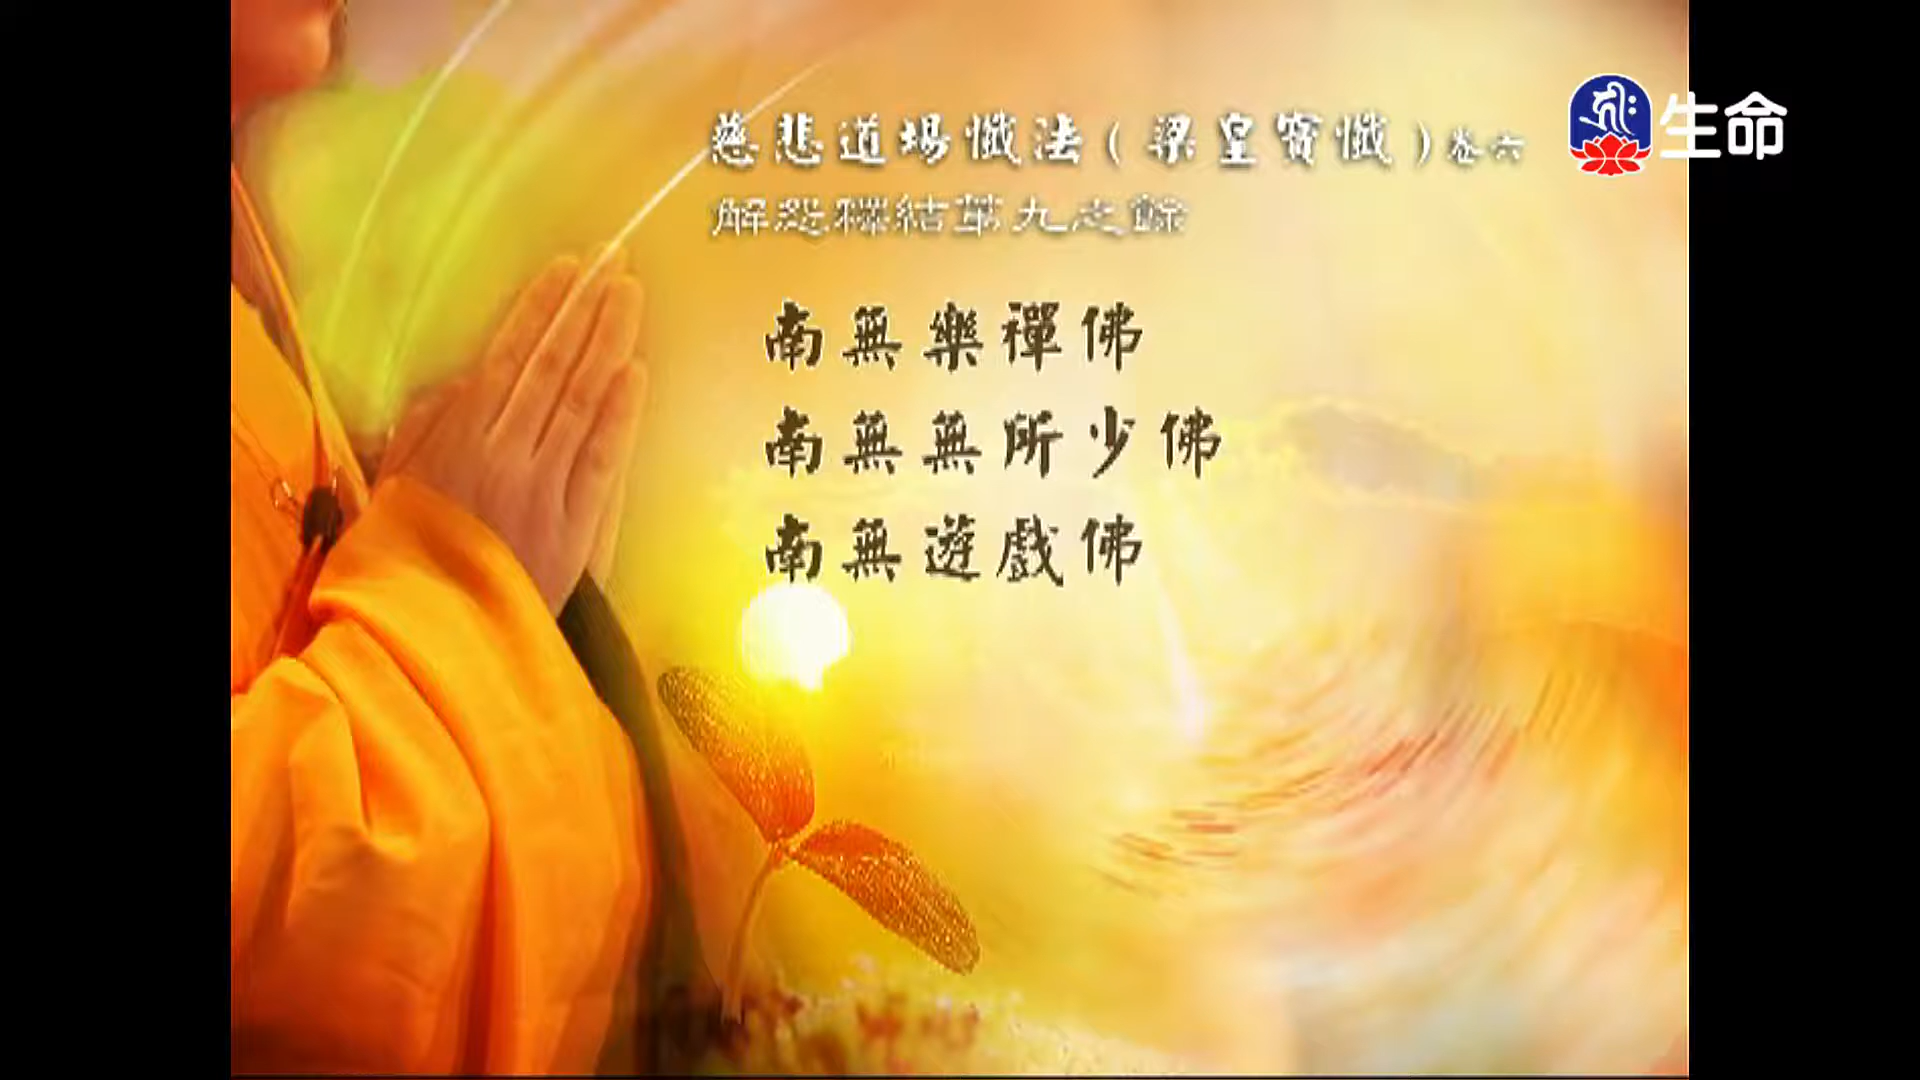 慈悲道場懺法(梁皇寶懺)卷六
生命
解怨釋結第九之餘
南無樂禪佛
南無無所少佛
南無遊戲佛